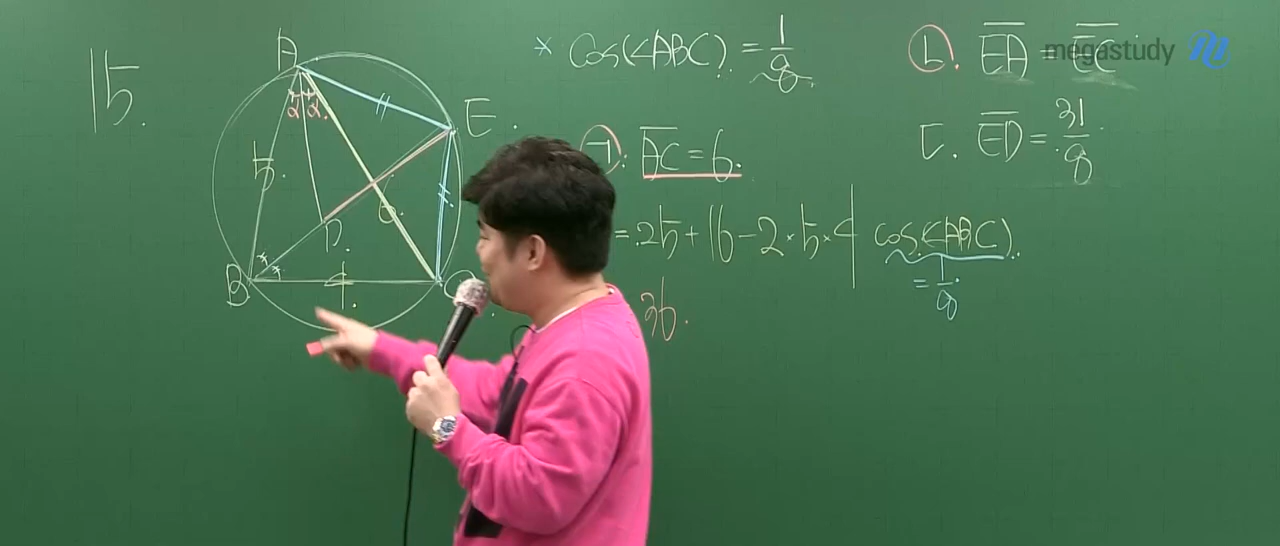 15.
A
E.
5.
D.
6.
B
4.
C
* cos(∠ABC) = 1/8
ㄱ. AC = 6.
= 25 + 16 - 2 × 5 × 4 cos(∠ABC).
= 1/8
36.
ㄴ. EA = EC
megastudy
ㄷ. ED = 31/8